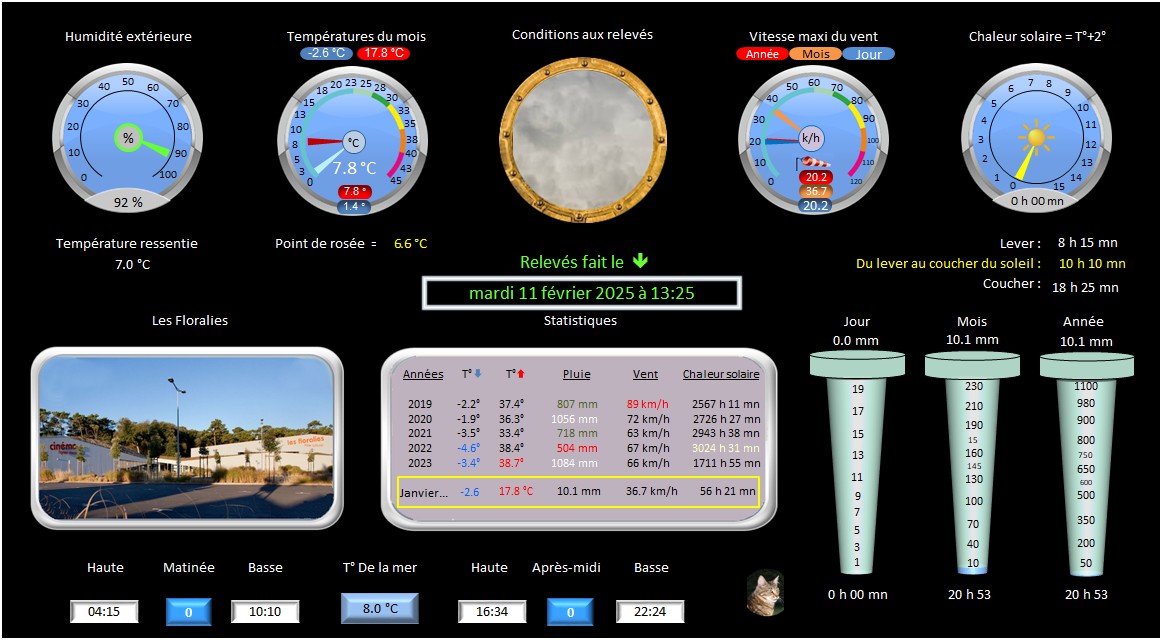 Humidité extérieure
Températures du mois
-2.6 °C 17.8 °C
Conditions aux relevés
Vitesse maxi du vent
Année Mois Jour
Chaleur solaire = T°+2°
0 10 20 30 40 50 60 70 80 90 100
%
92 %
0 3 5 8 10 13 15 18 20 23 25 28 30 33 35 38 40 43 45
°C
7.8 °C
7.8 °
1.4 °
0 10 20 30 40 50 60 70 80 90 100 110 120
k/h
20.2
36.7
20.2
0 1 2 3 4 5 6 7 8 9 10 11 12 13 14 15
0 h 00 mn
Température ressentie
7.0 °C
Point de rosée = 6.6 °C
Relevés fait le
mardi 11 février 2025 à 13:25
Lever : 8 h 15 mn
Du lever au coucher du soleil : 10 h 10 mn
Coucher : 18 h 25 mn
Les Floralies
cinéma
les floralies
Statistiques
Années T° T° Pluie Vent Chaleur solaire
2019 -2.2° 37.4° 807 mm 89 km/h 2567 h 11 mn
2020 -1.9° 36.3° 1056 mm 72 km/h 2726 h 27 mn
2021 -3.5° 33.4° 718 mm 63 km/h 2943 h 38 mn
2022 -4.6° 38.4° 504 mm 67 km/h 3024 h 31 mn
2023 -3.4° 38.7° 1084 mm 66 km/h 1711 h 55 mn
Janvier... -2.6 17.8 °C 10.1 mm 36.7 km/h 56 h 21 mn
Jour
0.0 mm
19
17
15
13
11
9
7
5
3
1
0 h 00 mn
Mois
10.1 mm
230
210
190
15
160
145
130
100
70
40
10
20 h 53
Année
10.1 mm
1100
980
900
800
750
650
600
500
350
200
50
20 h 53
Haute Matinée Basse
04:15 0 10:10
T° De la mer
8.0 °C
Haute Après-midi Basse
16:34 0 22:24